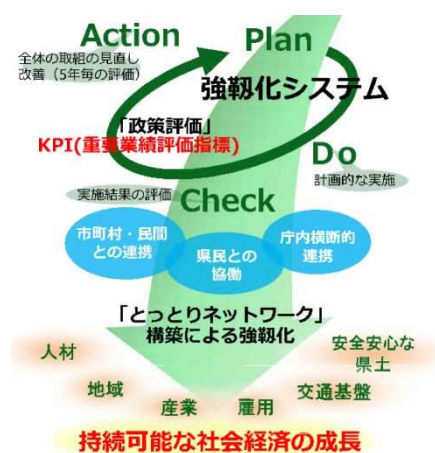 Action
Plan
全体の取組の見直し
改善（5年毎の評価）
強靱化システム
「政策評価」
KPI(重要業績評価指標)
Do
計画的な実施
実施結果の評価
Check
市町村・民間
との連携
県民との
協働
庁内横断的
連携
「とっとりネットワーク」
構築による強靱化
人材
地域
産業
雇用
交通基盤
安全安心な
県土
持続可能な社会経済の成長